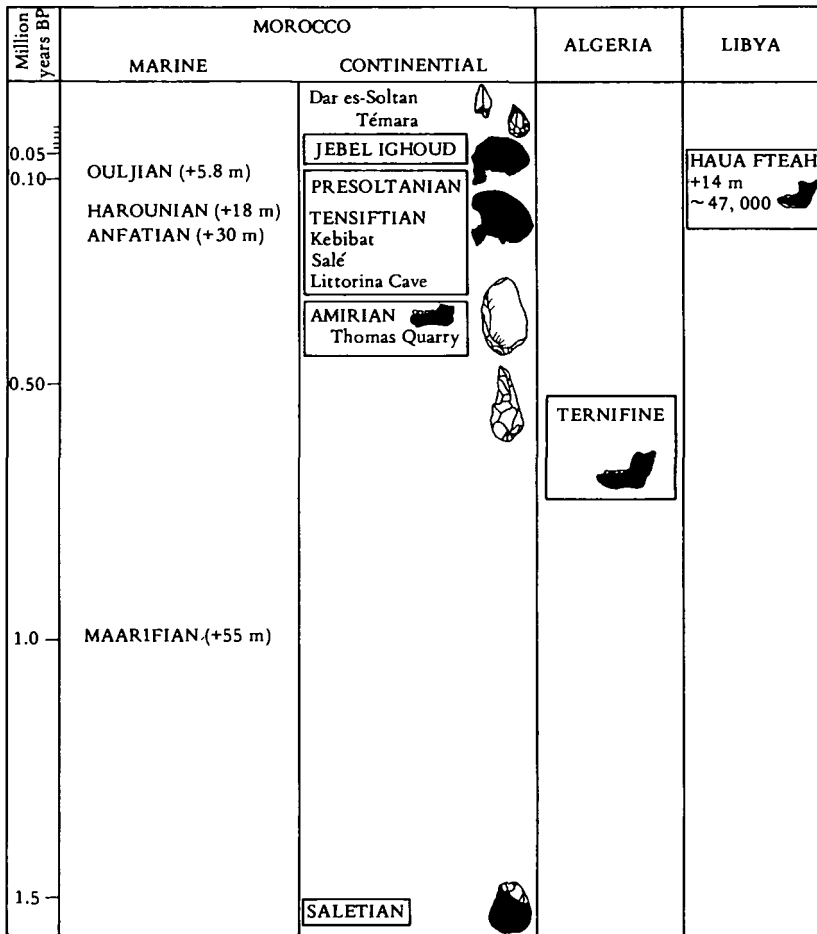 Million years BP
MOROCCO
MARINE
CONTINENTIAL
ALGERIA
LIBYA
Dar es-Soltan
Témara
JEBEL IGHOUD
0.05
0.10
OULJIAN (+5.8 m)
HAROUNIAN (+18 m)
ANFATIAN (+30 m)
PRESOLTANIAN
TENSIFTIAN
Kebibat
Salé
Littorina Cave
HAUA FTEAH
+14 m
~ 47, 000
AMIRIAN
Thomas Quarry
0.50
TERNIFINE
1.0
MAARIFIAN (+55 m)
1.5
SALETIAN